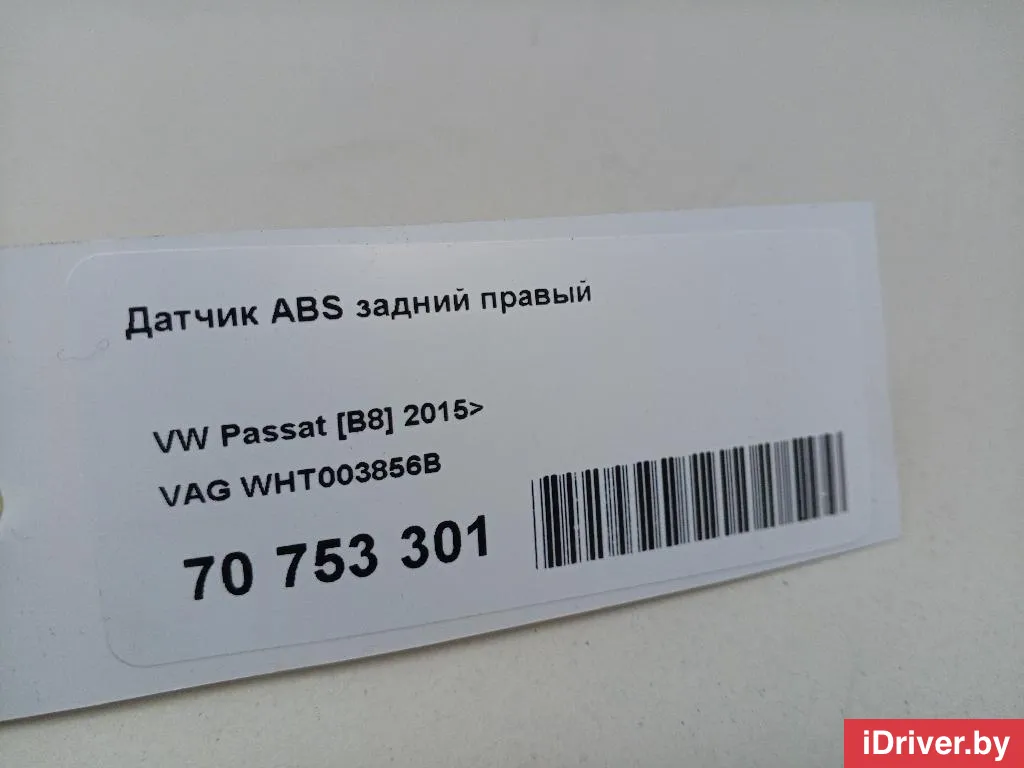 Датчик ABS задний правый
VW Passat [B8] 2015>
VAG WHT003856B
70 753 301
iDriver.by